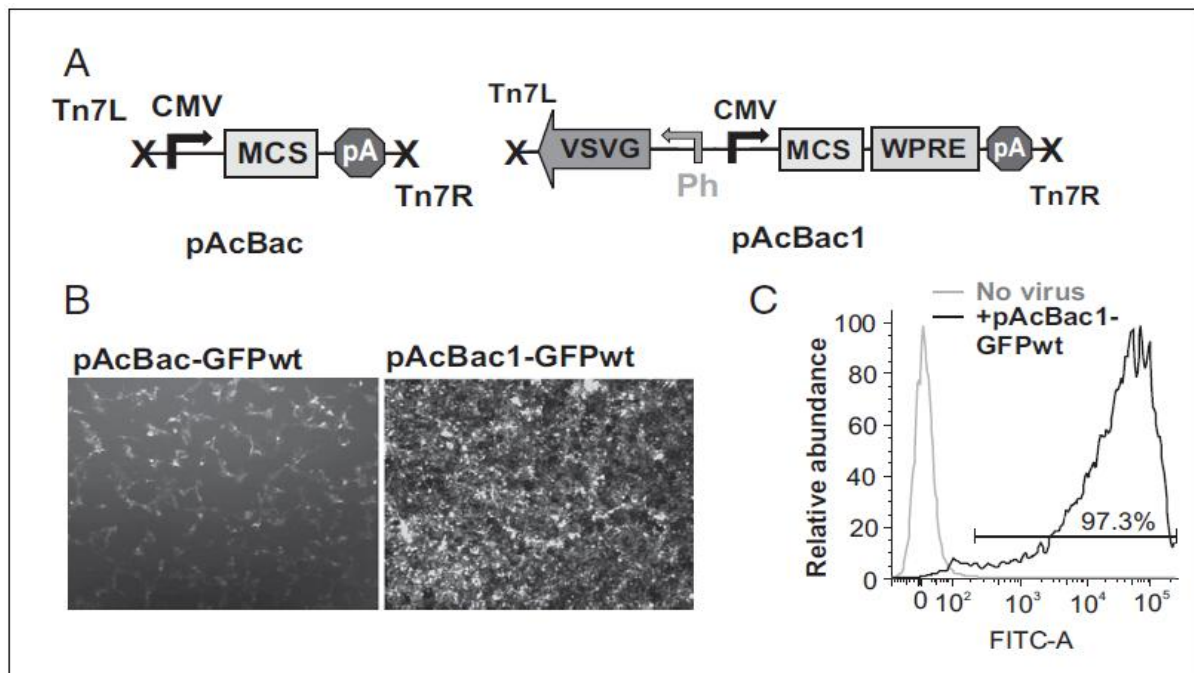 A
Tn7L
CMV
X
MCS
pA
X
Tn7R
pAcBac
Tn7L
CMV
X
VSVG
MCS
WPRE
pA
X
Ph
Tn7R
pAcBac1
B
pAcBac-GFPwt
pAcBac1-GFPwt
C
No virus
+pAcBac1-
GFPwt
Relative abundance
100
80
60
40
20
0
97.3%
0 10² 10³ 10⁴ 10⁵
FITC-A